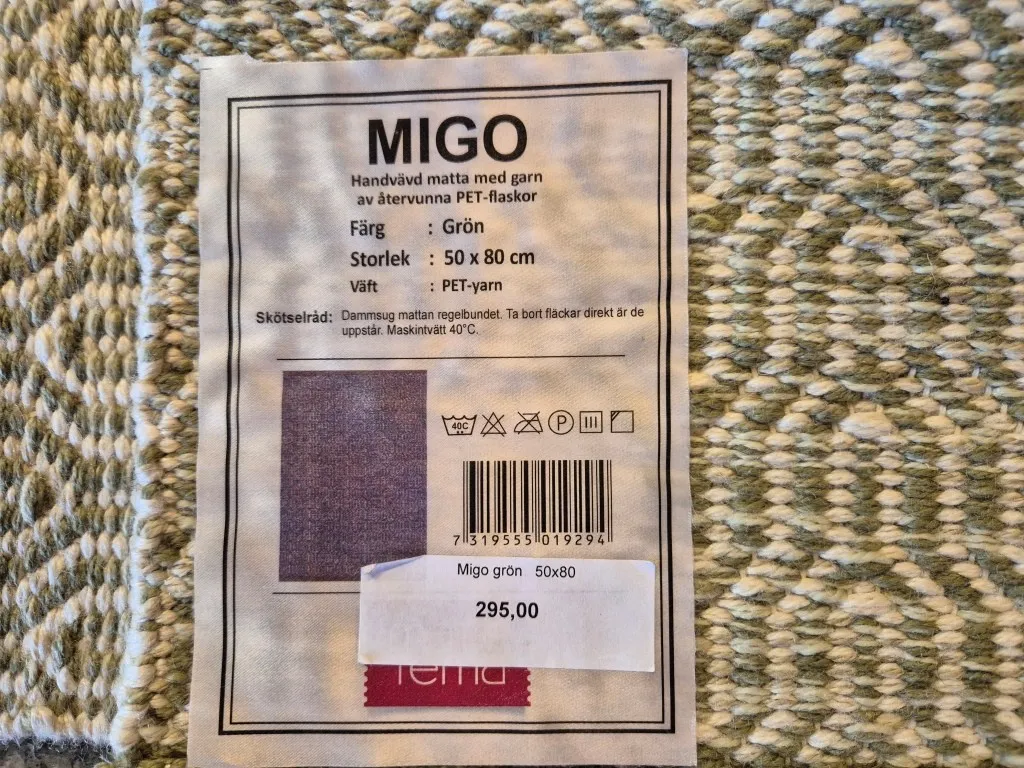 MIGO
Handvävd matta med garn
av återvunna PET-flaskor
Färg : Grön
Storlek : 50 x 80 cm
Väft : PET-yarn
Skötselråd: Dammsug mattan regelbundet. Ta bort fläckar direkt är de
uppstår. Maskintvätt 40°C.
40C P
7 319555 019294
Migo grön 50x80
295,00